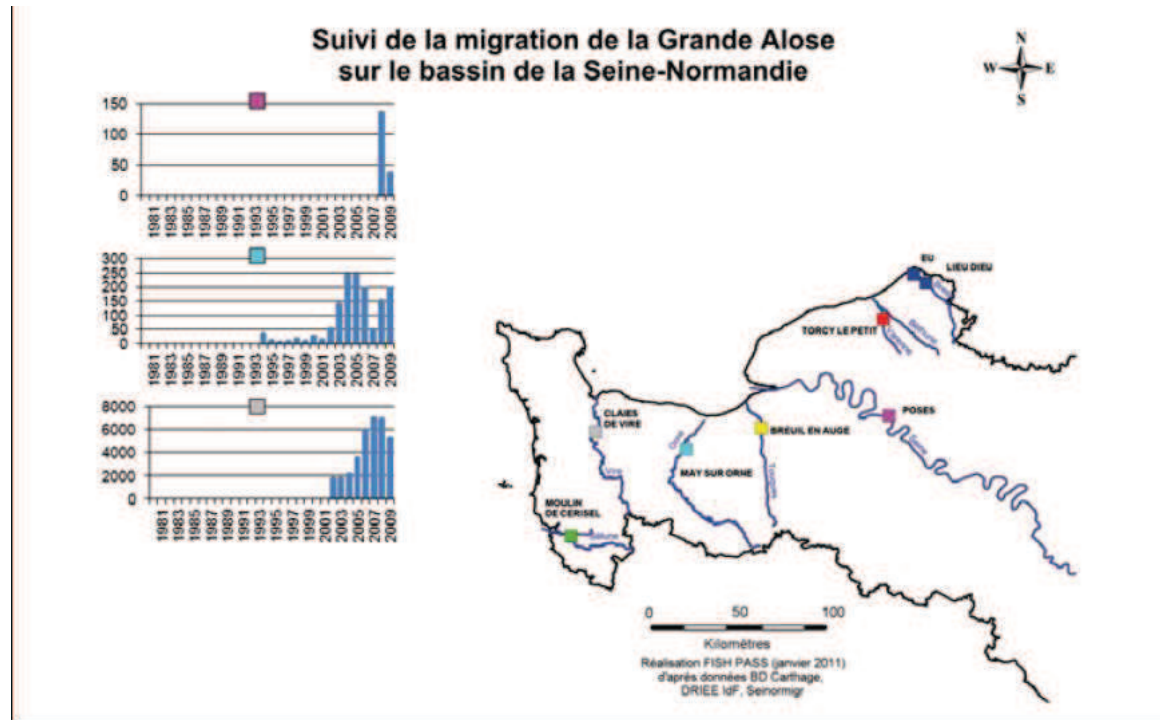 Suivi de la migration de la Grande Alose
sur le bassin de la Seine-Normandie
N
W E
S
150
100
50
0
1981 1983 1985 1987 1989 1991 1993 1995 1997 1999 2001 2003 2005 2007 2009
300
250
200
150
100
50
0
1981 1983 1985 1987 1989 1991 1993 1995 1997 1999 2001 2003 2005 2007 2009
8000
6000
4000
2000
0
1981 1983 1985 1987 1989 1991 1993 1995 1997 1999 2001 2003 2005 2007 2009
EU
LIEU DIEU
TORCY LE PETIT
Béthune
CLAIES
DE VIRE
Vire
Orne
MAY SUR ORNE
BREUIL EN AUGE
Touques
POSES
Seine
MOULIN
DE CERISEL
Sélune
0 50 100
Kilomètres
Réalisation FISH PASS (janvier 2011)
d'après données BD Carthage,
DRIEE IdF, Seinormigr